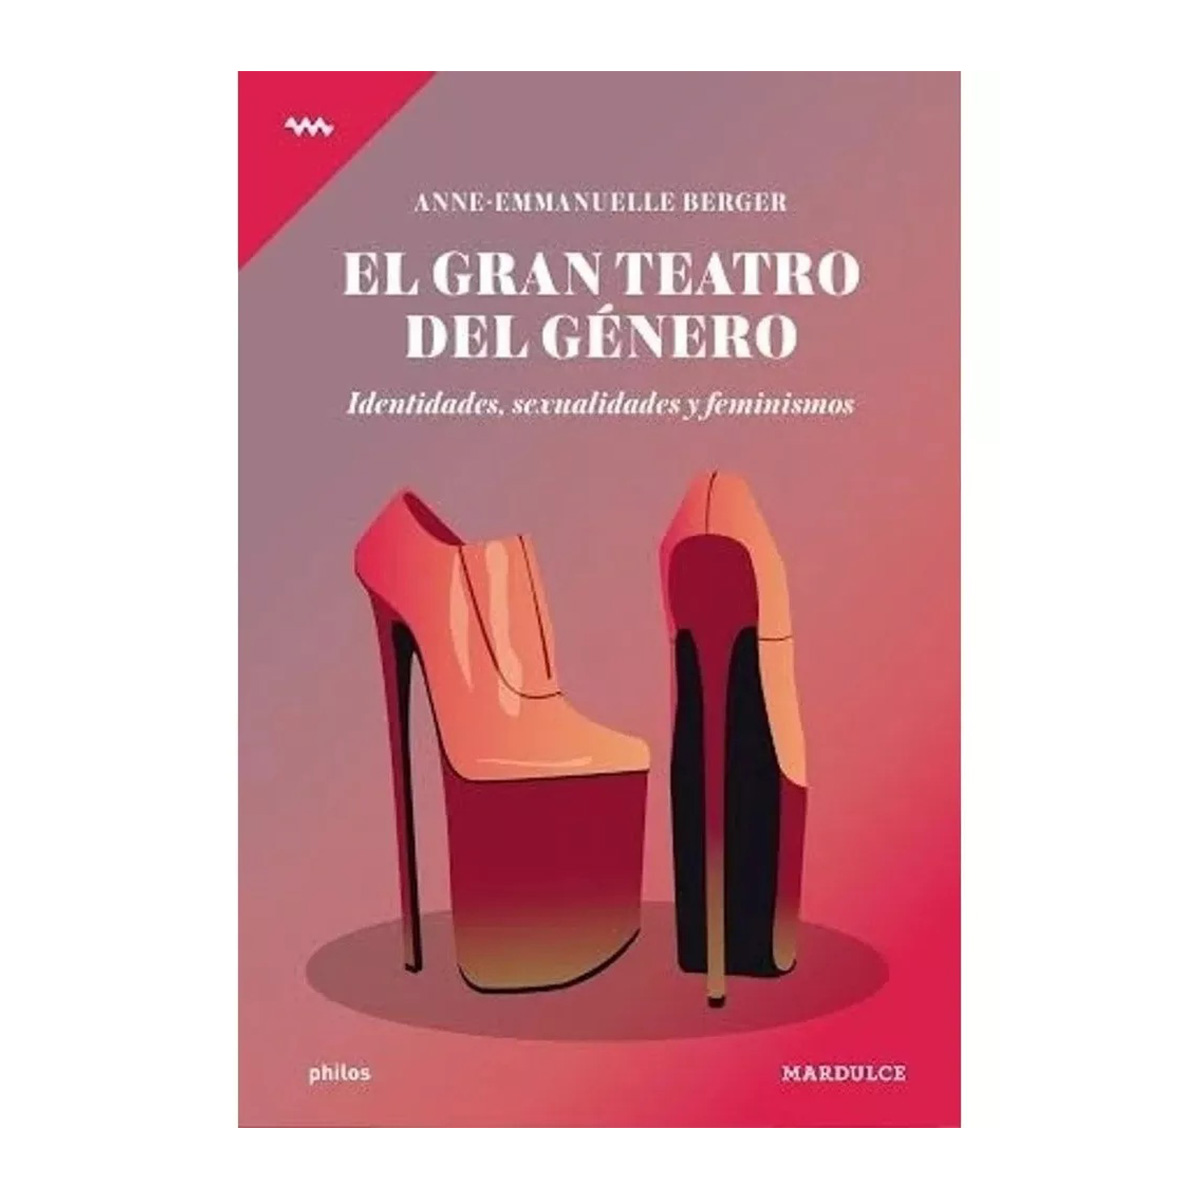 ANNE-EMMANUELLE BERGER
EL GRAN TEATRO
DEL GÉNERO
Identidades, sexualidades y feminismos
philos
MARDULCE